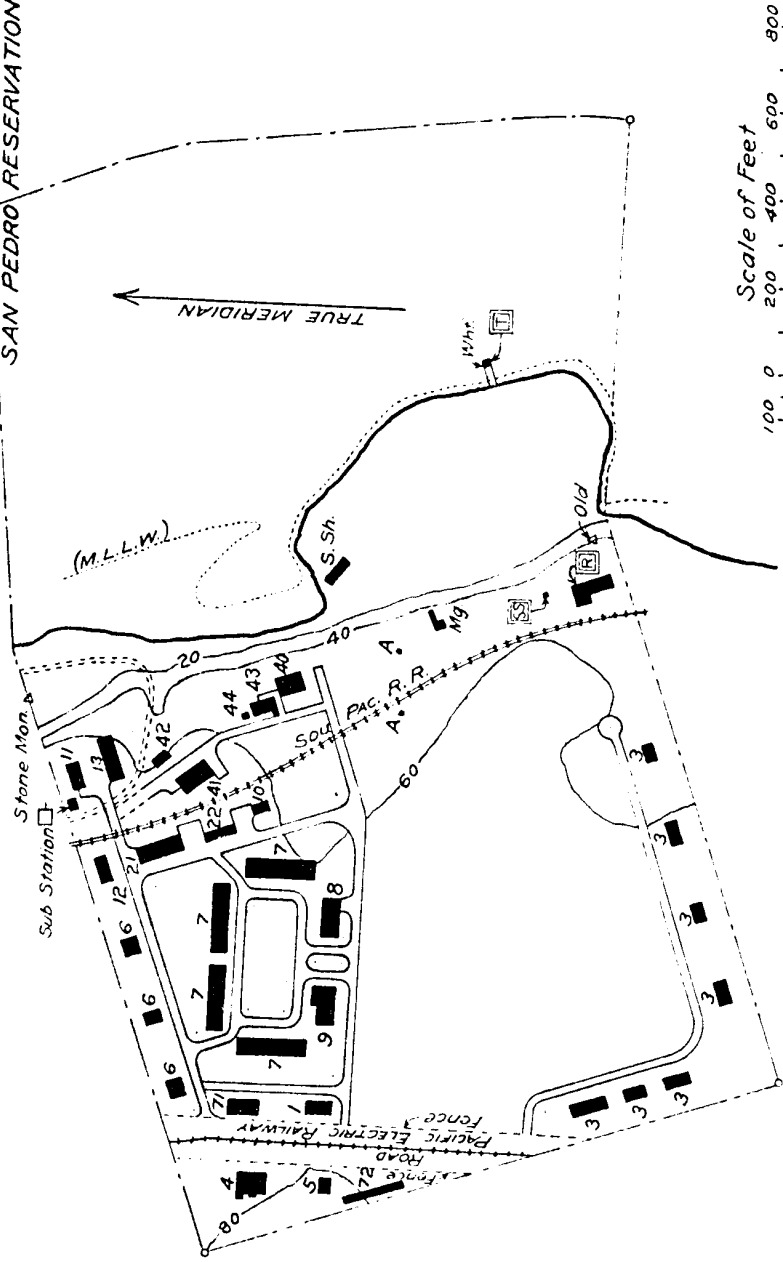 SAN PEDRO RESERVATION
TRUE MERIDIAN
Scale of Feet
100 0 200 400 600 800
Whf.
T
(M.L.L.W.)
S. Sh.
Old
R
SS
Mg
A
A
SOU. PAC. R. R.
20
40
60
80
Stone Mon.
Sub Station
11
13
42
44
43
40
22-41
10
21
12
6
6
6
7
7
7
7
8
9
71
1
4
5
72
3
3
3
3
3
3
3
PACIFIC ELECTRIC RAILWAY
ROAD
Fence
Fence